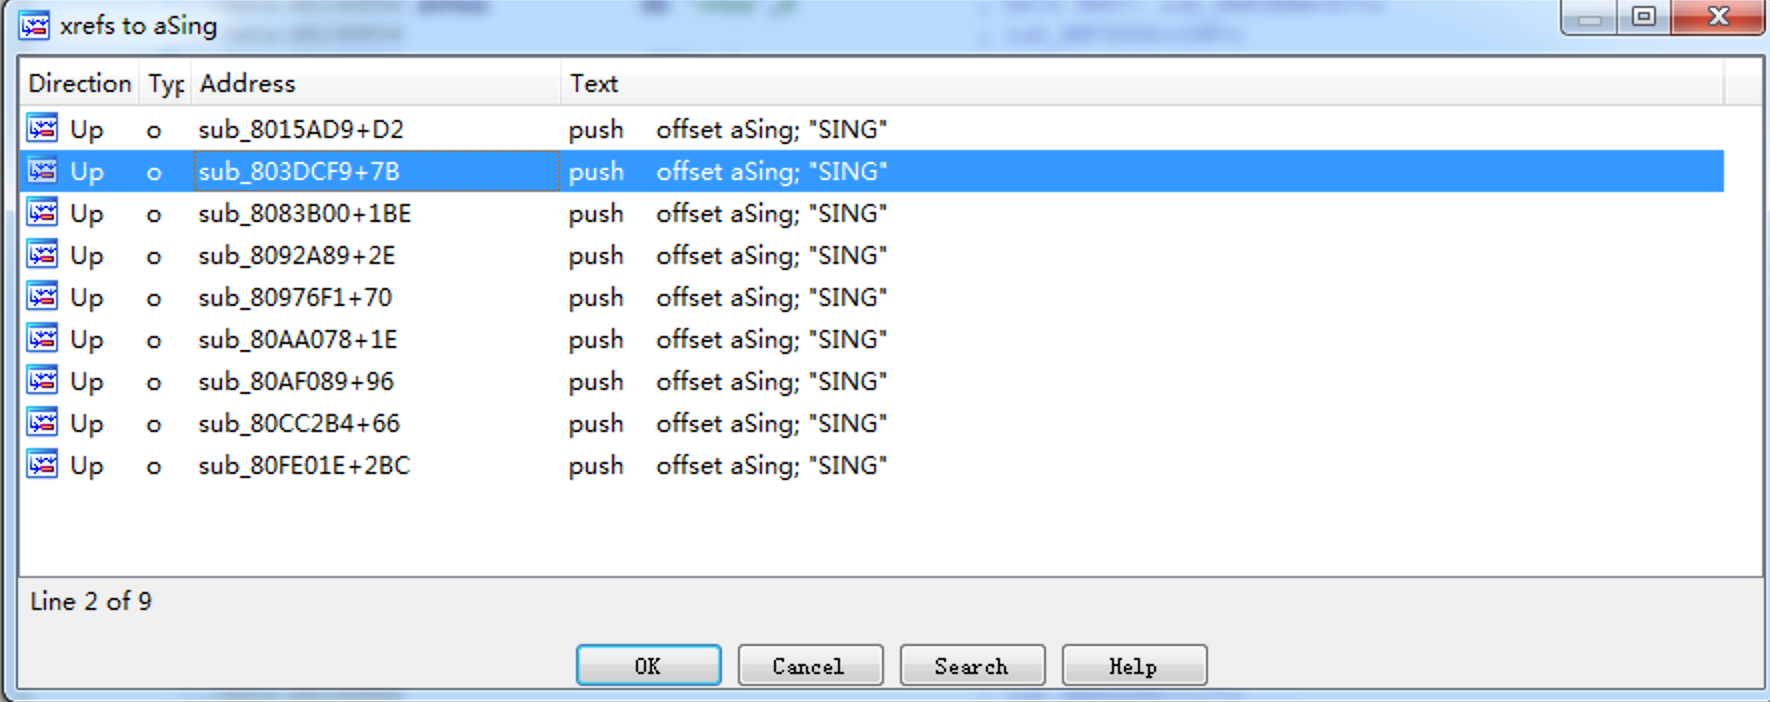 xrefs to aSing
Direction Typ Address Text
Up o sub_8015AD9+D2 push offset aSing; "SING"
Up o sub_803DCF9+7B push offset aSing; "SING"
Up o sub_8083B00+1BE push offset aSing; "SING"
Up o sub_8092A89+2E push offset aSing; "SING"
Up o sub_80976F1+70 push offset aSing; "SING"
Up o sub_80AA078+1E push offset aSing; "SING"
Up o sub_80AF089+96 push offset aSing; "SING"
Up o sub_80CC2B4+66 push offset aSing; "SING"
Up o sub_80FE01E+2BC push offset aSing; "SING"
Line 2 of 9
OK Cancel Search Help